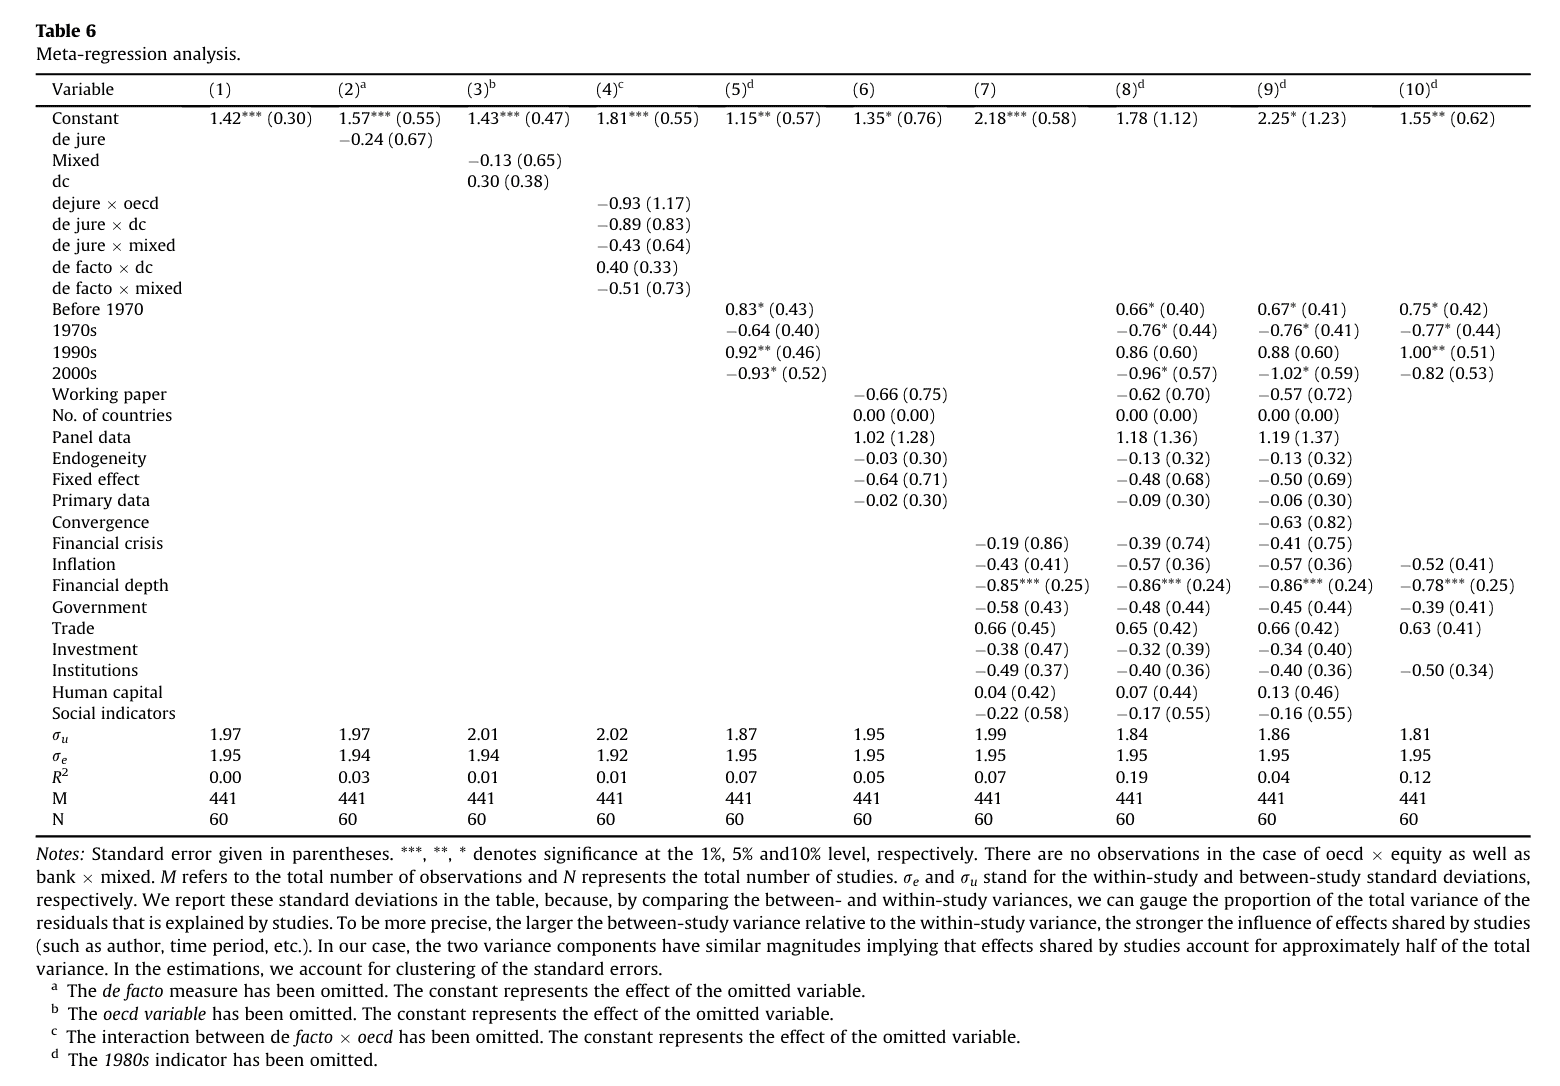 Table 6
Meta-regression analysis.
Variable (1) (2)a (3)b (4)c (5)d (6) (7) (8)d (9)d (10)d
Constant 1.42*** (0.30) 1.57*** (0.55) 1.43*** (0.47) 1.81*** (0.55) 1.15** (0.57) 1.35* (0.76) 2.18*** (0.58) 1.78 (1.12) 2.25* (1.23) 1.55** (0.62)
de jure −0.24 (0.67)
Mixed −0.13 (0.65)
dc 0.30 (0.38)
dejure × oecd −0.93 (1.17)
de jure × dc −0.89 (0.83)
de jure × mixed −0.43 (0.64)
de facto × dc 0.40 (0.33)
de facto × mixed −0.51 (0.73)
Before 1970 0.83* (0.43) 0.66* (0.40) 0.67* (0.41) 0.75* (0.42)
1970s −0.64 (0.40) −0.76* (0.44) −0.76* (0.41) −0.77* (0.44)
1990s 0.92** (0.46) 0.86 (0.60) 0.88 (0.60) 1.00** (0.51)
2000s −0.93* (0.52) −0.96* (0.57) −1.02* (0.59) −0.82 (0.53)
Working paper −0.66 (0.75) −0.62 (0.70) −0.57 (0.72)
No. of countries 0.00 (0.00) 0.00 (0.00) 0.00 (0.00)
Panel data 1.02 (1.28) 1.18 (1.36) 1.19 (1.37)
Endogeneity −0.03 (0.30) −0.13 (0.32) −0.13 (0.32)
Fixed effect −0.64 (0.71) −0.48 (0.68) −0.50 (0.69)
Primary data −0.02 (0.30) −0.09 (0.30) −0.06 (0.30)
Convergence −0.63 (0.82)
Financial crisis −0.19 (0.86) −0.39 (0.74) −0.41 (0.75)
Inflation −0.43 (0.41) −0.57 (0.36) −0.57 (0.36) −0.52 (0.41)
Financial depth −0.85*** (0.25) −0.86*** (0.24) −0.86*** (0.24) −0.78*** (0.25)
Government −0.58 (0.43) −0.48 (0.44) −0.45 (0.44) −0.39 (0.41)
Trade 0.66 (0.45) 0.65 (0.42) 0.66 (0.42) 0.63 (0.41)
Investment −0.38 (0.47) −0.32 (0.39) −0.34 (0.40)
Institutions −0.49 (0.37) −0.40 (0.36) −0.40 (0.36) −0.50 (0.34)
Human capital 0.04 (0.42) 0.07 (0.44) 0.13 (0.46)
Social indicators −0.22 (0.58) −0.17 (0.55) −0.16 (0.55)
σu 1.97 1.97 2.01 2.02 1.87 1.95 1.99 1.84 1.86 1.81
σe 1.95 1.94 1.94 1.92 1.95 1.95 1.95 1.95 1.95 1.95
R2 0.00 0.03 0.01 0.01 0.07 0.05 0.07 0.19 0.04 0.12
M 441 441 441 441 441 441 441 441 441 441
N 60 60 60 60 60 60 60 60 60 60
Notes: Standard error given in parentheses. ***, **, * denotes significance at the 1%, 5% and10% level, respectively. There are no observations in the case of oecd × equity as well as
bank × mixed. M refers to the total number of observations and N represents the total number of studies. σe and σu stand for the within-study and between-study standard deviations,
respectively. We report these standard deviations in the table, because, by comparing the between- and within-study variances, we can gauge the proportion of the total variance of the
residuals that is explained by studies. To be more precise, the larger the between-study variance relative to the within-study variance, the stronger the influence of effects shared by studies
(such as author, time period, etc.). In our case, the two variance components have similar magnitudes implying that effects shared by studies account for approximately half of the total
variance. In the estimations, we account for clustering of the standard errors.
a The de facto measure has been omitted. The constant represents the effect of the omitted variable.
b The oecd variable has been omitted. The constant represents the effect of the omitted variable.
c The interaction between de facto × oecd has been omitted. The constant represents the effect of the omitted variable.
d The 1980s indicator has been omitted.